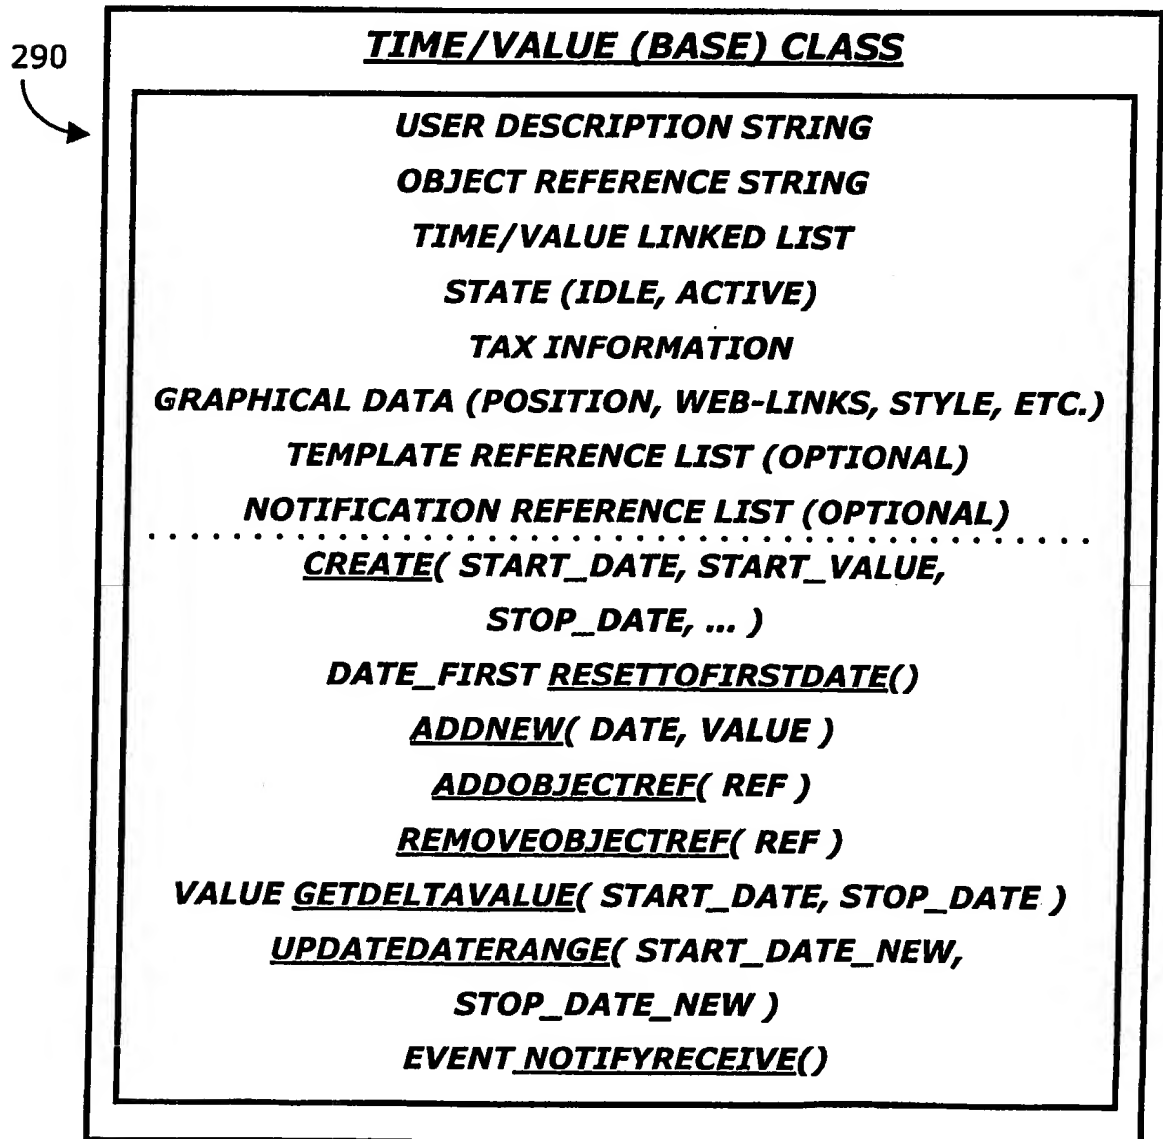 290
TIME/VALUE (BASE) CLASS
USER DESCRIPTION STRING
OBJECT REFERENCE STRING
TIME/VALUE LINKED LIST
STATE (IDLE, ACTIVE)
TAX INFORMATION
GRAPHICAL DATA (POSITION, WEB-LINKS, STYLE, ETC.)
TEMPLATE REFERENCE LIST (OPTIONAL)
NOTIFICATION REFERENCE LIST (OPTIONAL)
CREATE( START_DATE, START_VALUE,
STOP_DATE, ... )
DATE_FIRST RESETTOFIRSTDATE()
ADDNEW( DATE, VALUE )
ADDOBJECTREF( REF )
REMOVEOBJECTREF( REF )
VALUE GETDELTAVALUE( START_DATE, STOP_DATE )
UPDATEDATERANGE( START_DATE_NEW,
STOP_DATE_NEW )
EVENT NOTIFYRECEIVE()